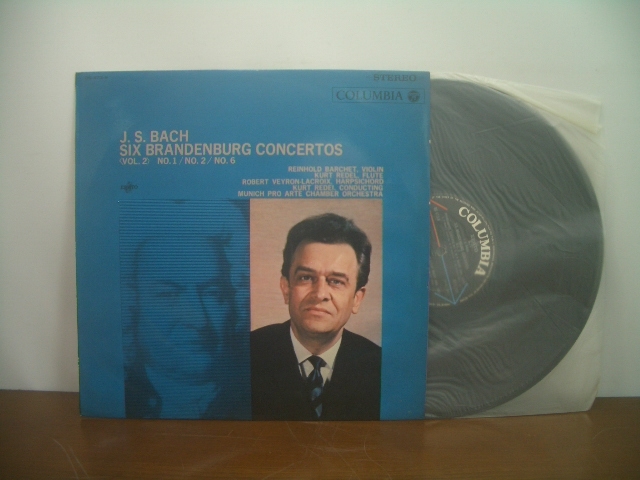 STEREO
COLUMBIA
J. S. BACH
SIX BRANDENBURG CONCERTOS
(VOL. 2) NO.1 / NO.2 / NO.6
REINHOLD BARCHET, VIOLIN
KURT REDEL, FLUTE
ROBERT VEYRON-LACROIX, HARPSICHORD
KURT REDEL CONDUCTING
MUNICH PRO ARTE CHAMBER ORCHESTRA
COLUMBIA